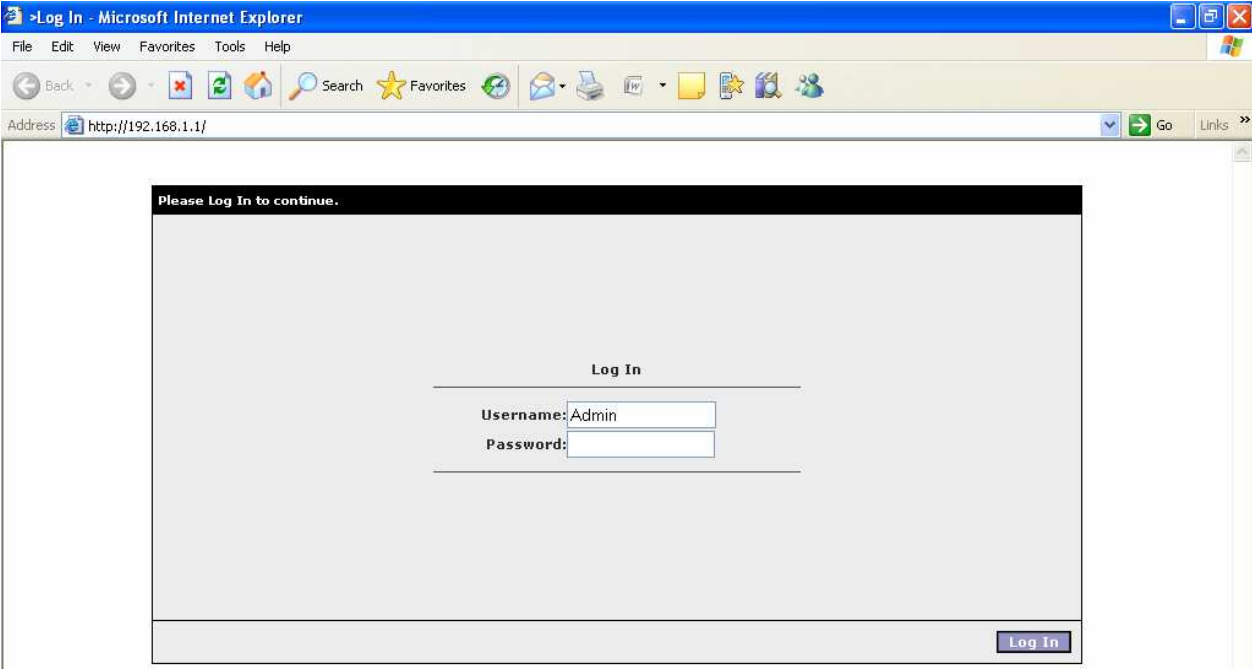 >Log In - Microsoft Internet Explorer
File Edit View Favorites Tools Help
Back Search Favorites
Address http://192.168.1.1/ Go Links »
Please Log In to continue.
Log In
Username: Admin
Password:
Log In